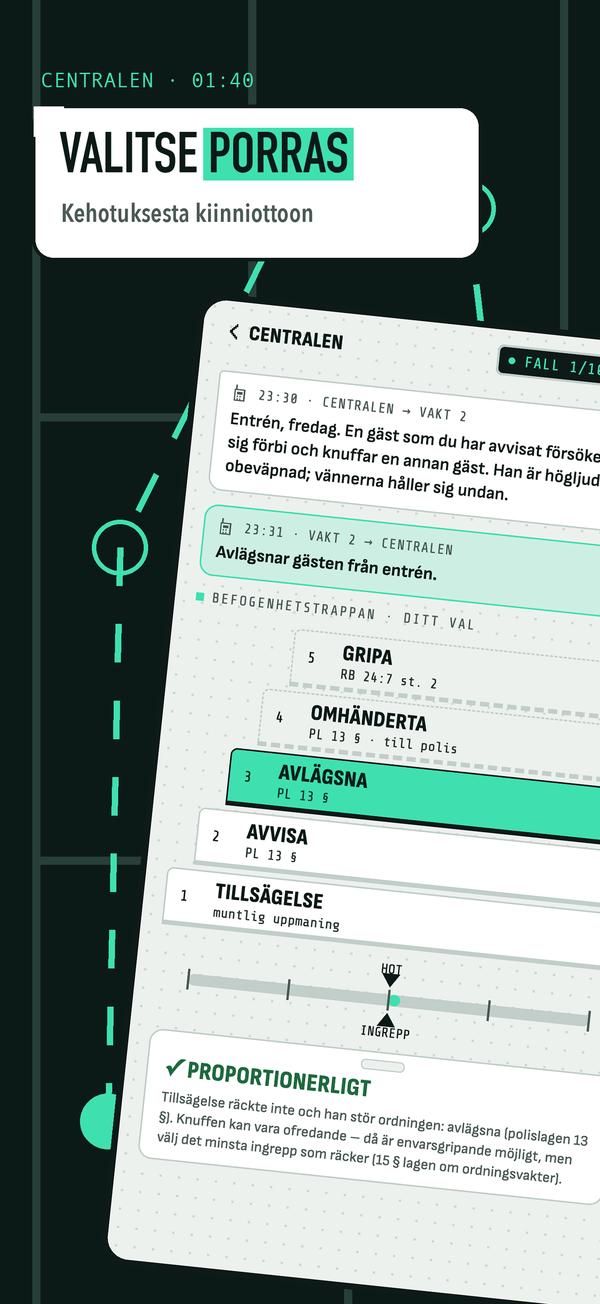 CENTRALEN · 01:40
VALITSE PORRAS
Kehotuksesta kiinniottoon
CENTRALEN
FALL 1/10
23:30 · CENTRALEN → VAKT 2
Entrén, fredag. En gäst som du har avvisat försöke
sig förbi och knuffar en annan gäst. Han är högljud
obeväpnad; vännerna håller sig undan.
23:31 · VAKT 2 → CENTRALEN
Avlägsnar gästen från entrén.
BEFOGENHETSTRAPPAN · DITT VAL
5 GRIPA
RB 24:7 st. 2
4 OMHÄNDERTA
PL 13 § · till polis
3 AVLÄGSNA
PL 13 §
2 AVVISA
PL 13 §
1 TILLSÄGELSE
muntlig uppmaning
HOT
INGREPP
✓ PROPORTIONERLIGT
Tillsägelse räckte inte och han stör ordningen: avlägsna (polislagen 13
§). Knuffen kan vara ofredande – då är envarsgripande möjligt, men
välj det minsta ingrepp som räcker (15 § lagen om ordningsvakter).